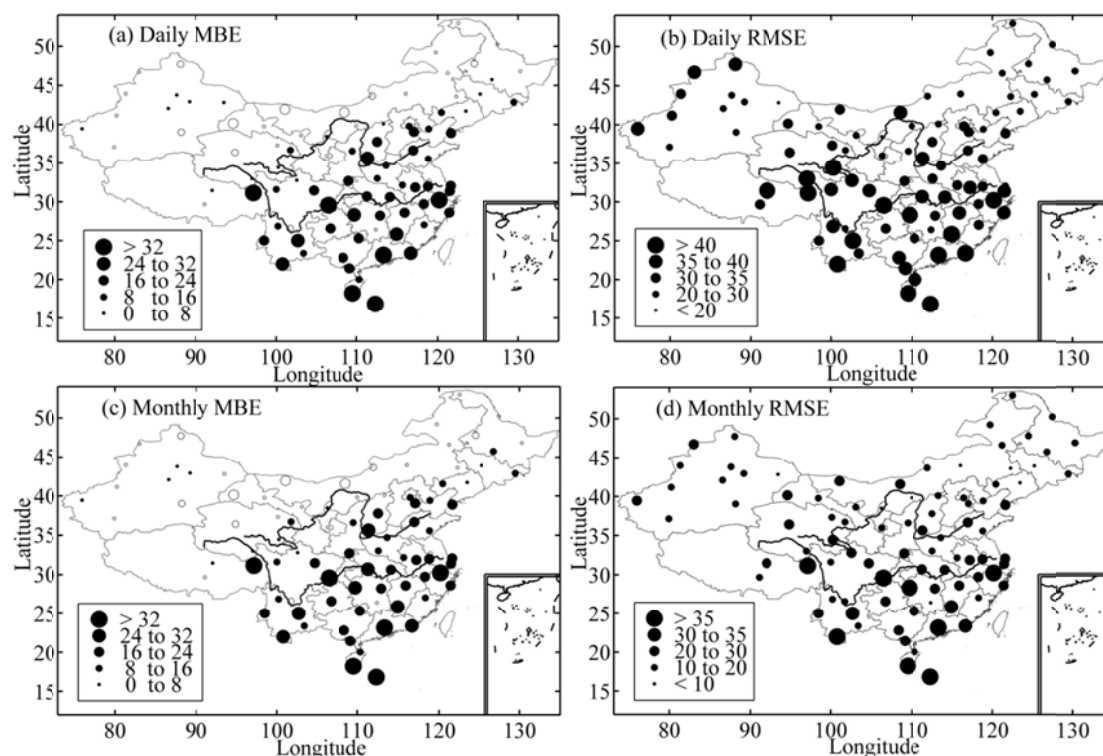 (a) Daily MBE
50
45
40
35
30
25
20
15
Latitude
> 32
24 to 32
16 to 24
8 to 16
0 to 8
80 90 100 110 120 130
Longitude
(b) Daily RMSE
50
45
40
35
30
25
20
15
Latitude
> 40
35 to 40
30 to 35
20 to 30
< 20
80 90 100 110 120 130
Longitude
(c) Monthly MBE
50
45
40
35
30
25
20
15
Latitude
> 32
24 to 32
16 to 24
8 to 16
0 to 8
80 90 100 110 120 130
Longitude
(d) Monthly RMSE
50
45
40
35
30
25
20
15
Latitude
> 35
30 to 35
20 to 30
10 to 20
< 10
80 90 100 110 120 130
Longitude